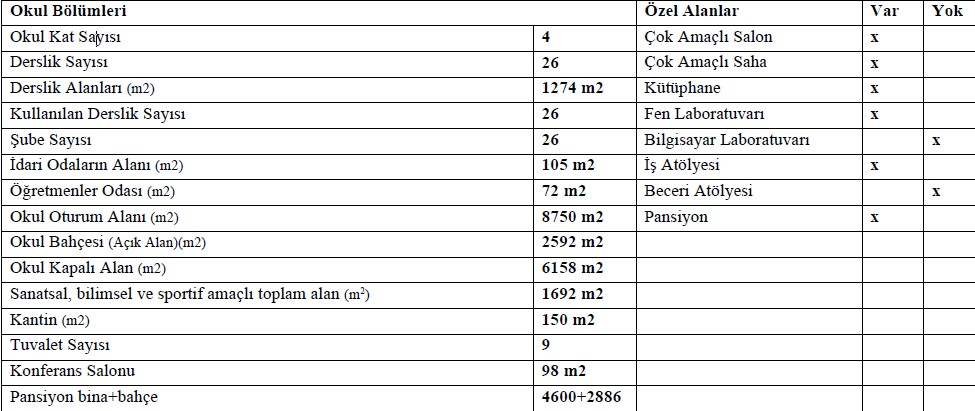 Okul Bölümleri Özel Alanlar Var Yok
Okul Kat Sayısı 4 Çok Amaçlı Salon x
Derslik Sayısı 26 Çok Amaçlı Saha x
Derslik Alanları (m2) 1274 m2 Kütüphane x
Kullanılan Derslik Sayısı 26 Fen Laboratuvarı x
Şube Sayısı 26 Bilgisayar Laboratuvarı x
İdari Odaların Alanı (m2) 105 m2 İş Atölyesi x
Öğretmenler Odası (m2) 72 m2 Beceri Atölyesi x
Okul Oturum Alanı (m2) 8750 m2 Pansiyon x
Okul Bahçesi (Açık Alan)(m2) 2592 m2
Okul Kapalı Alan (m2) 6158 m2
Sanatsal, bilimsel ve sportif amaçlı toplam alan (m²) 1692 m2
Kantin (m2) 150 m2
Tuvalet Sayısı 9
Konferans Salonu 98 m2
Pansiyon bina+bahçe 4600+2886